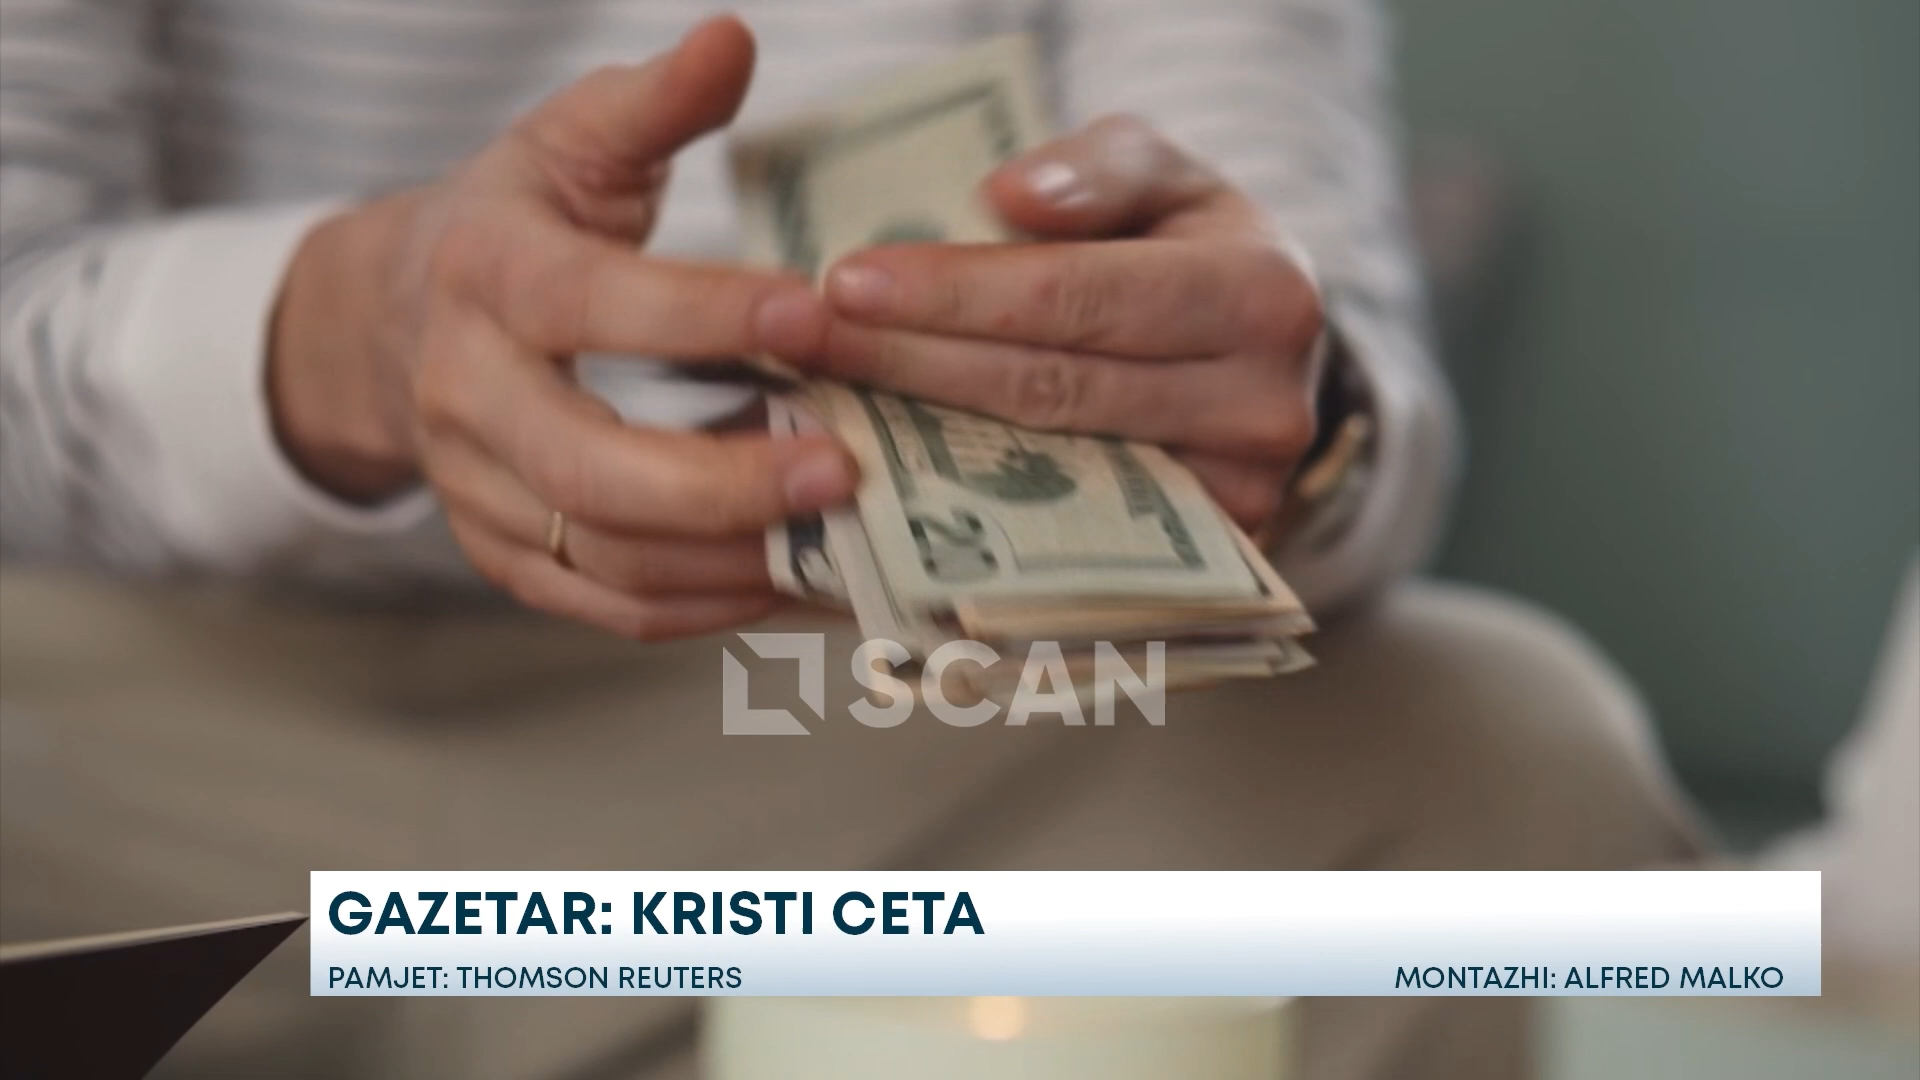 SCAN
GAZETAR: KRISTI CETA
PAMJET: THOMSON REUTERS
MONTAZHI: ALFRED MALKO